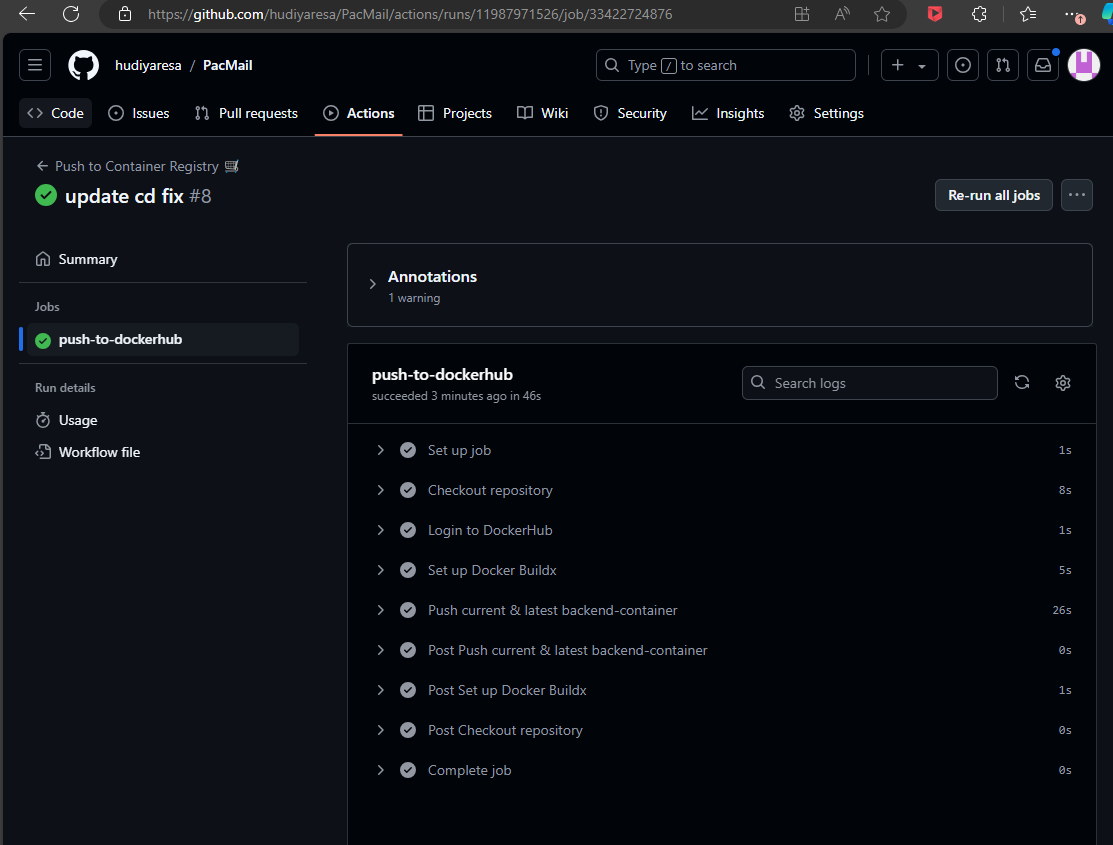 https://github.com/hudiyaresa/PacMail/actions/runs/11987971526/job/33422724876
hudiyaresa / PacMail
Type / to search
Code Issues Pull requests Actions Projects Wiki Security Insights Settings
Push to Container Registry
update cd fix #8
Re-run all jobs
Summary
Jobs
push-to-dockerhub
Run details
Usage
Workflow file
Annotations
1 warning
push-to-dockerhub
succeeded 3 minutes ago in 46s
Search logs
Set up job 1s
Checkout repository 8s
Login to DockerHub 1s
Set up Docker Buildx 5s
Push current & latest backend-container 26s
Post Push current & latest backend-container 0s
Post Set up Docker Buildx 1s
Post Checkout repository 0s
Complete job 0s